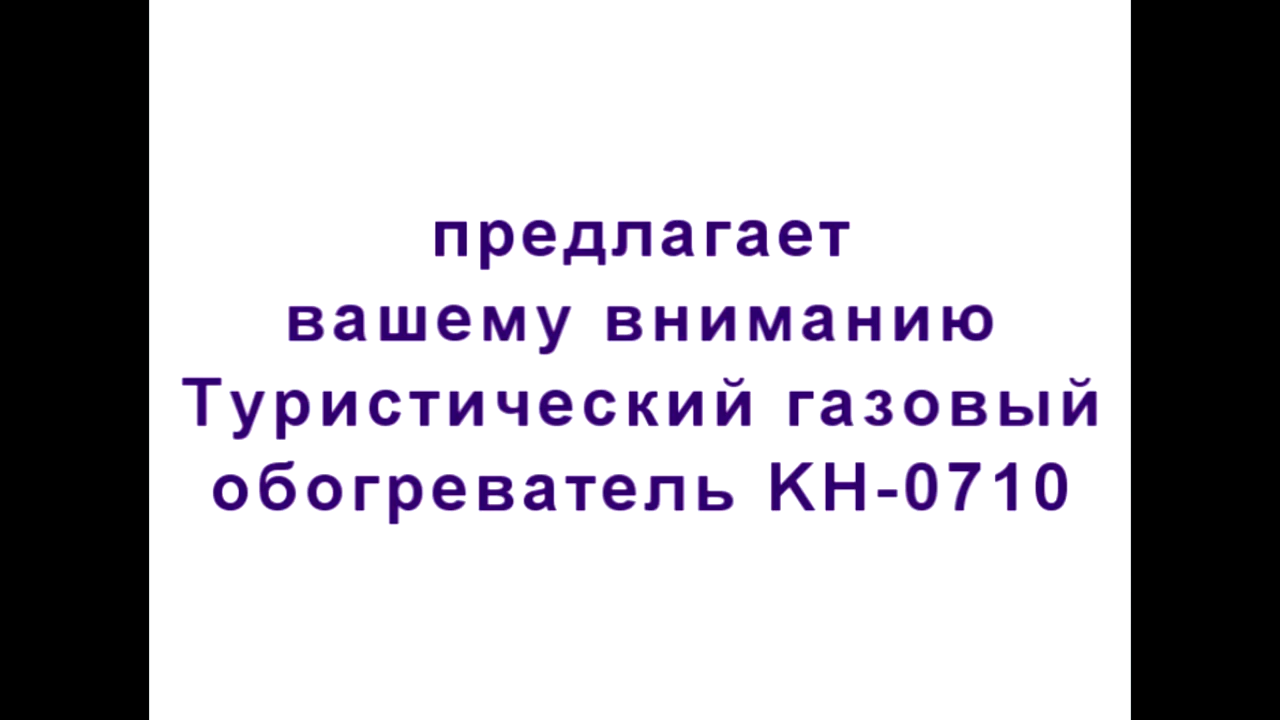 предлагает
вашему вниманию
Туристический газовый
обогреватель KH-0710